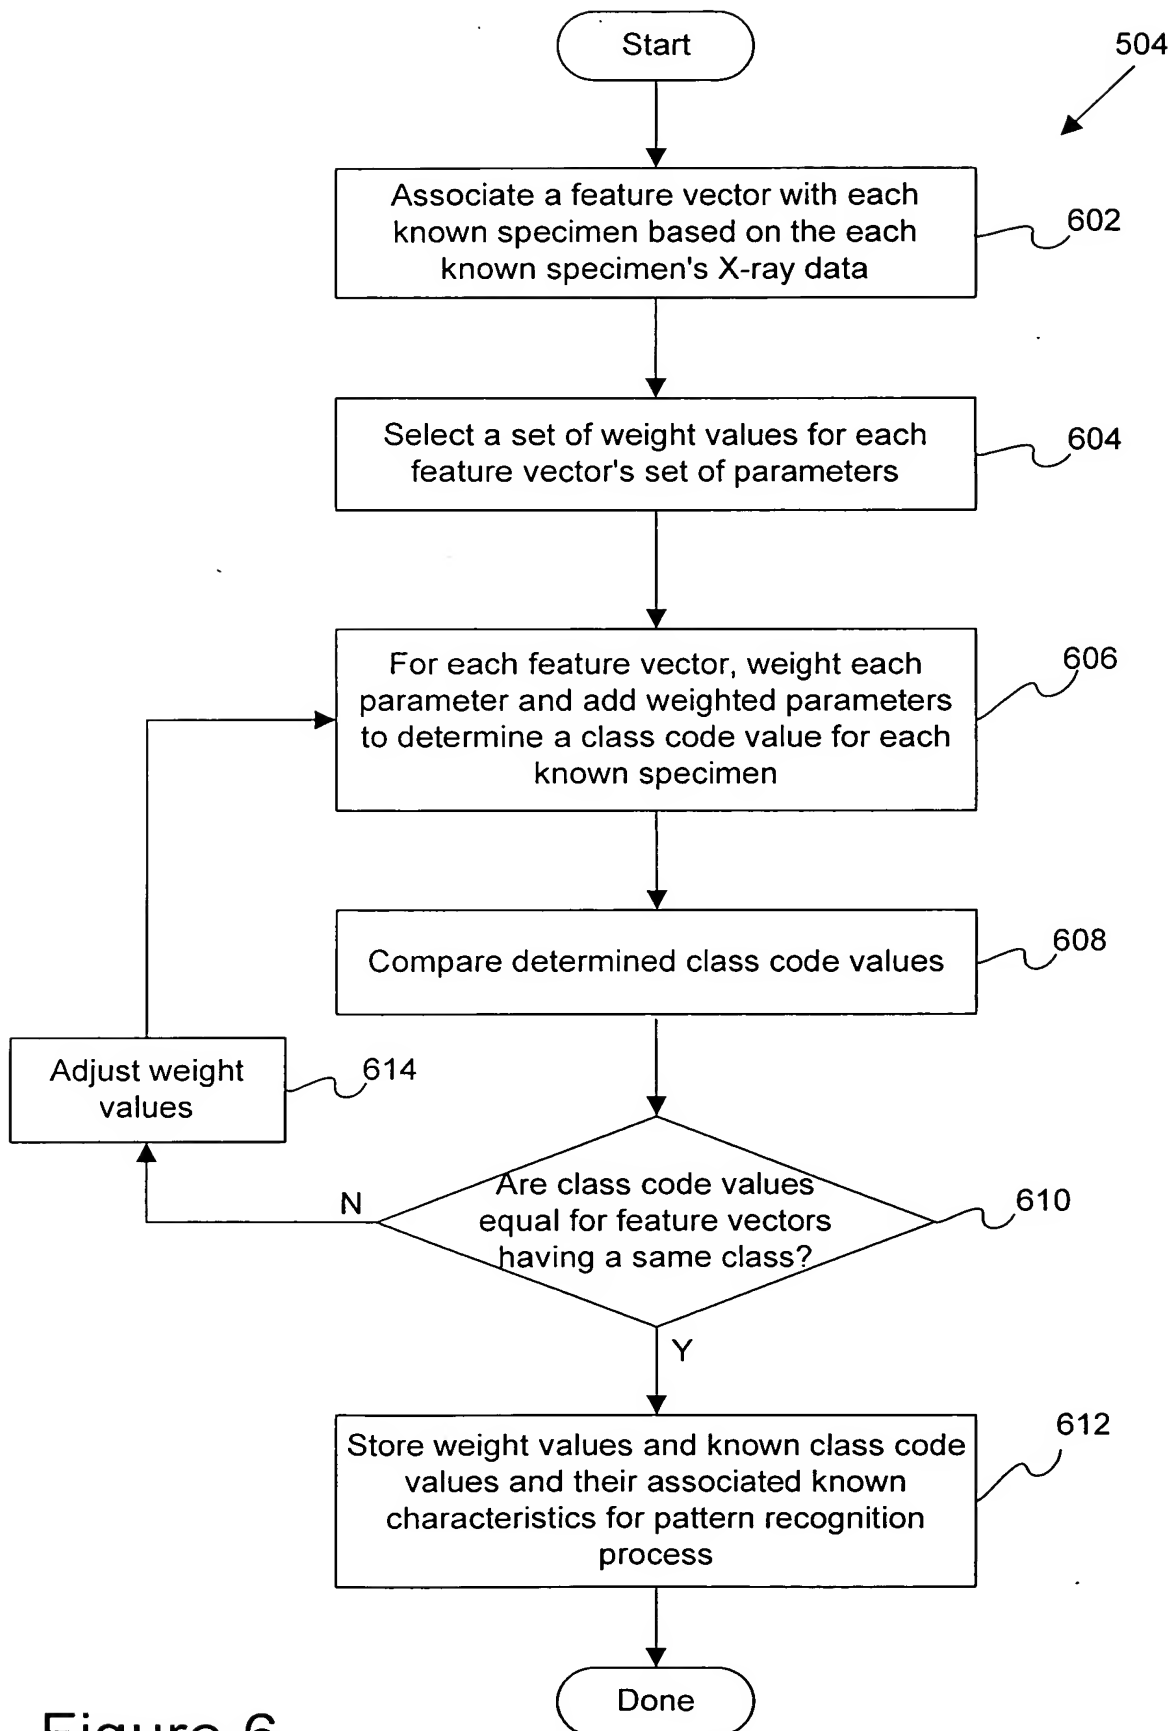 Start
504
Associate a feature vector with each
known specimen based on the each
known specimen's X-ray data
602
Select a set of weight values for each
feature vector's set of parameters
604
For each feature vector, weight each
parameter and add weighted parameters
to determine a class code value for each
known specimen
606
Compare determined class code values
608
Adjust weight
values
614
Are class code values
equal for feature vectors
having a same class?
610
N
Y
Store weight values and known class code
values and their associated known
characteristics for pattern recognition
process
612
Done
Figure 6